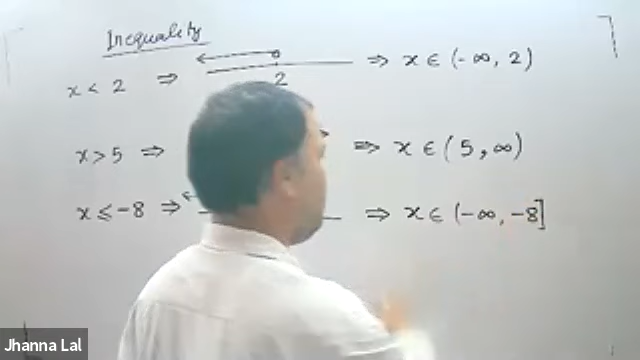 Inequality
x < 2 ⇒ 2 ⇒ x ∈ (-∞, 2)
x > 5 ⇒ ⇒ x ∈ (5, ∞)
x ≤ -8 ⇒ ⇒ x ∈ (-∞, -8]
Jhanna Lal